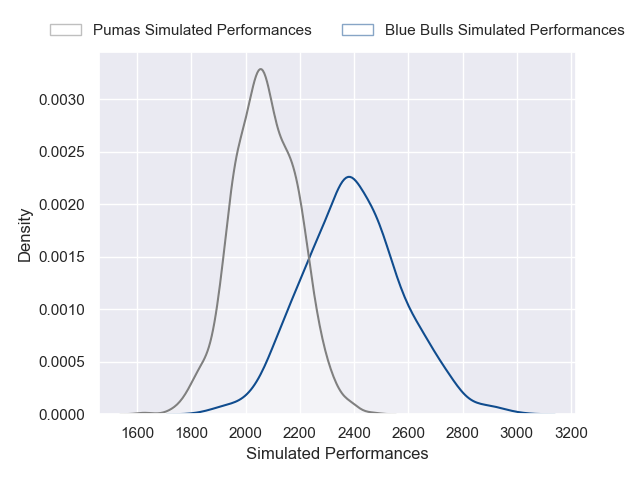 Pumas Simulated Performances
Blue Bulls Simulated Performances
Density
0.0030
0.0025
0.0020
0.0015
0.0010
0.0005
0.0000
1600 1800 2000 2200 2400 2600 2800 3000 3200
Simulated Performances